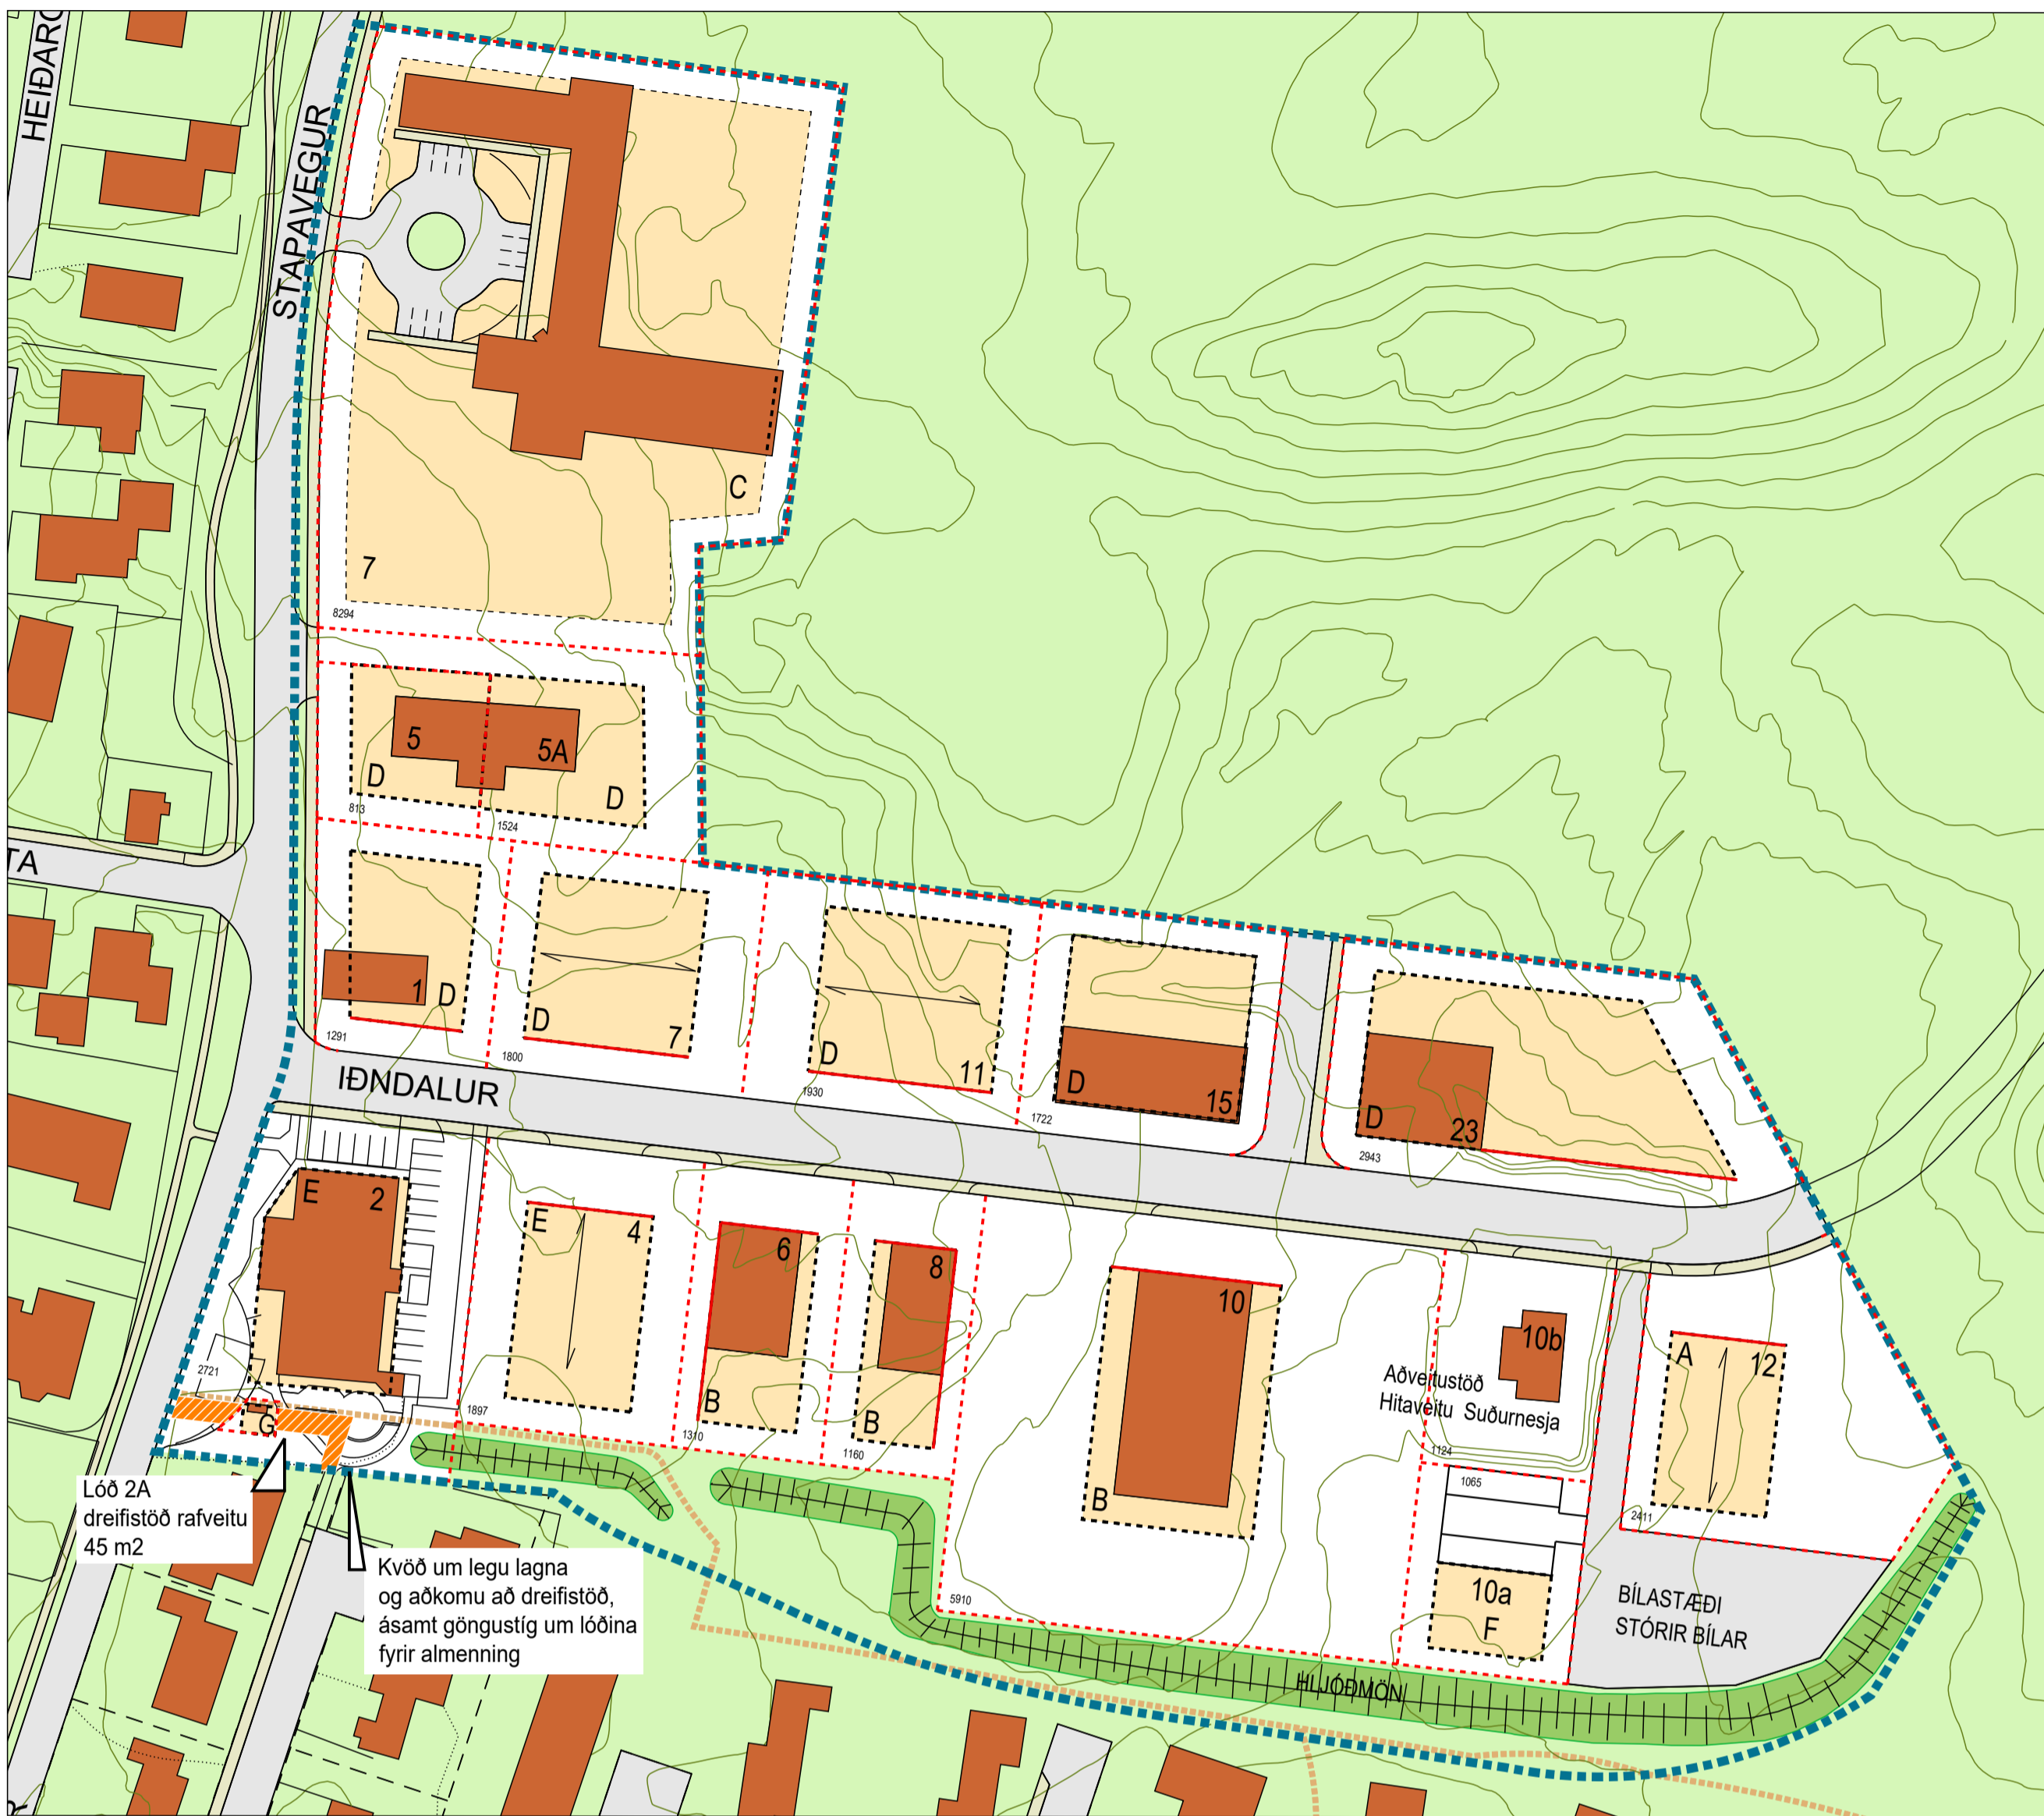 HEIÐARG
STAPAVEGUR
C
7
8294
5
5A
D
D
813
1524
TA
1
D
1291
D
7
1800
D
11
1930
D
15
1722
D
23
2943
IÐNDALUR
E
2
2721
E
4
1897
6
B
1310
8
B
1160
10
B
5910
10b
Aðveitustöð
Hitaveitu Suðurnesja
1124
1065
10a
F
A
12
2411
BÍLASTÆÐI
STÓRIR BÍLAR
G
Lóð 2A
dreifistöð rafveitu
45 m2
Kvöð um legu lagna
og aðkomu að dreifistöð,
ásamt göngustíg um lóðina
fyrir almenning
HLJÓÐMÖN
R